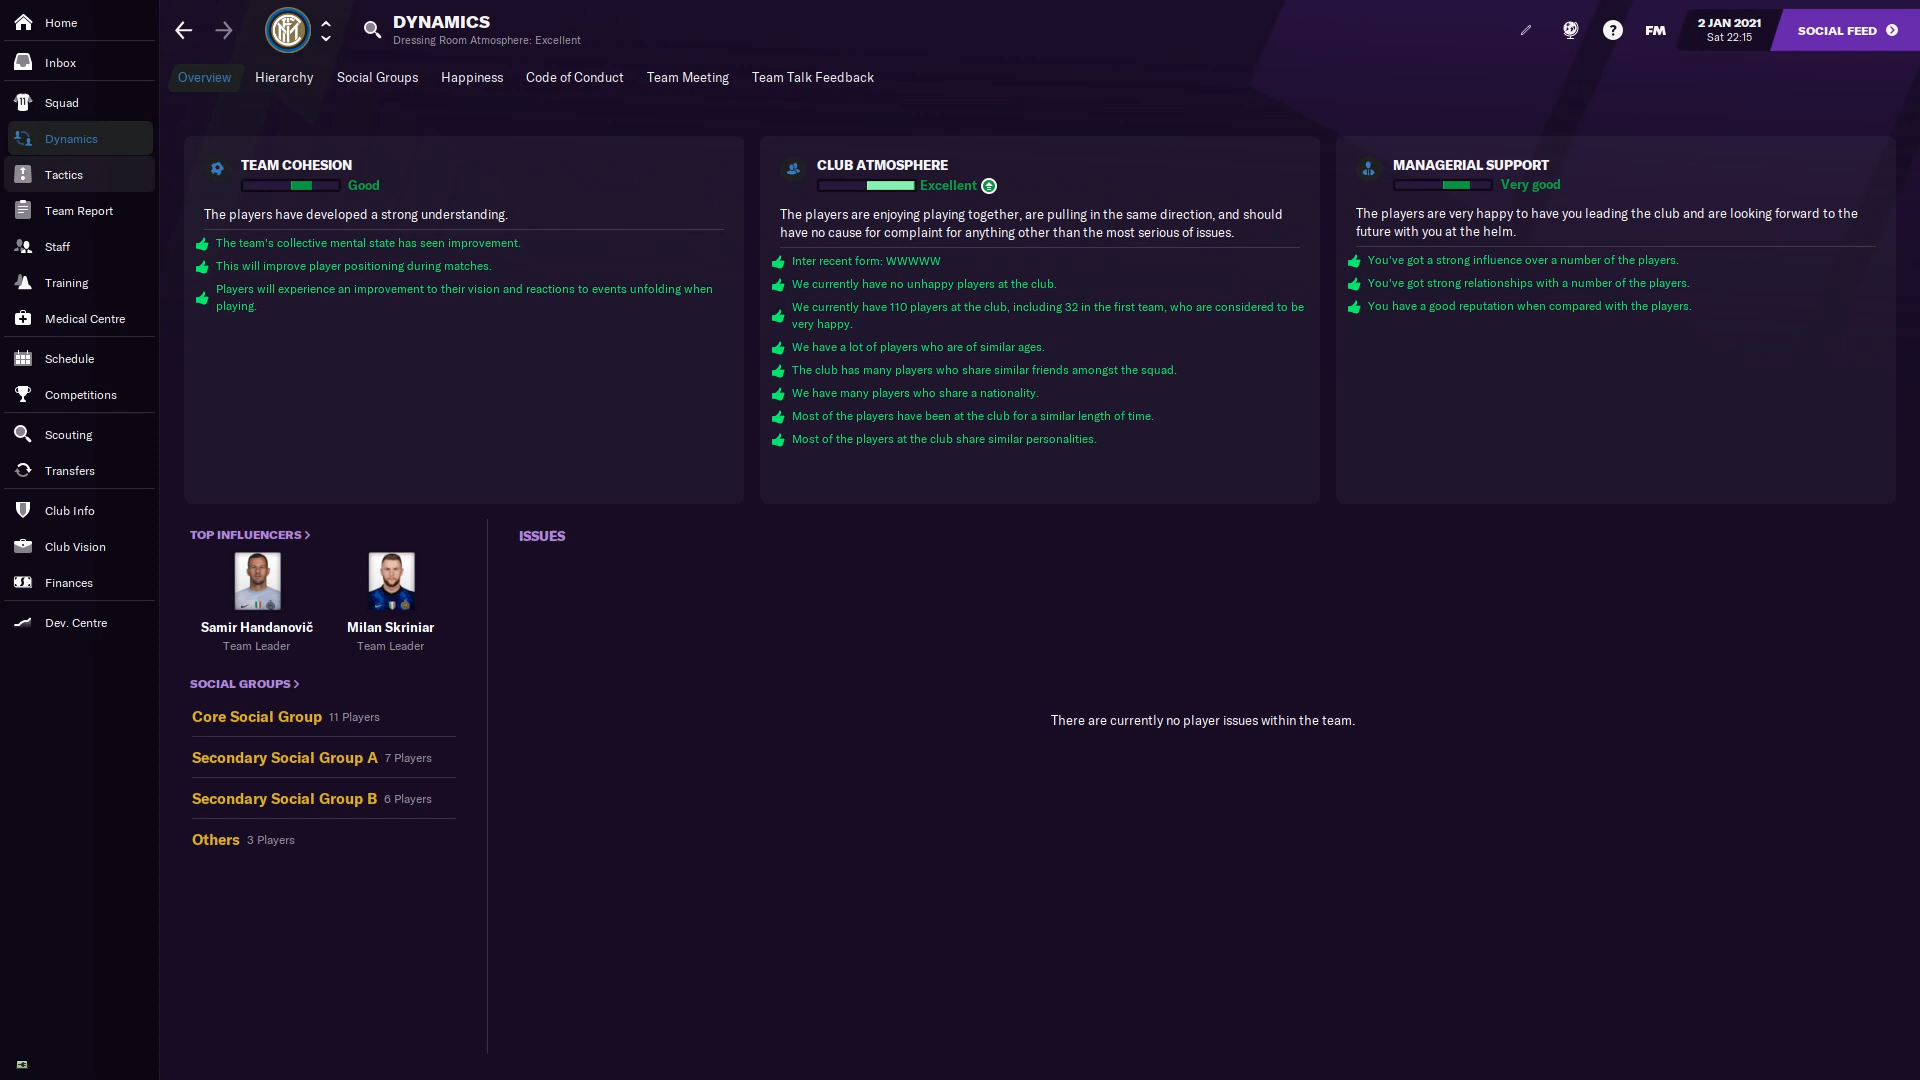 Home
Inbox
Squad
Dynamics
Tactics
Team Report
Staff
Training
Medical Centre
Schedule
Competitions
Scouting
Transfers
Club Info
Club Vision
Finances
Dev. Centre
DYNAMICS
Dressing Room Atmosphere: Excellent
?
FM
2 JAN 2021
Sat 22:15
SOCIAL FEED
Overview
Hierarchy
Social Groups
Happiness
Code of Conduct
Team Meeting
Team Talk Feedback
TEAM COHESION
Good
The players have developed a strong understanding.
The team's collective mental state has seen improvement.
This will improve player positioning during matches.
Players will experience an improvement to their vision and reactions to events unfolding when
playing.
CLUB ATMOSPHERE
Excellent
The players are enjoying playing together, are pulling in the same direction, and should
have no cause for complaint for anything other than the most serious of issues.
Inter recent form: WWWWW
We currently have no unhappy players at the club.
We currently have 110 players at the club, including 32 in the first team, who are considered to be
very happy.
We have a lot of players who are of similar ages.
The club has many players who share similar friends amongst the squad.
We have many players who share a nationality.
Most of the players have been at the club for a similar length of time.
Most of the players at the club share similar personalities.
MANAGERIAL SUPPORT
Very good
The players are very happy to have you leading the club and are looking forward to the
future with you at the helm.
You've got a strong influence over a number of the players.
You've got strong relationships with a number of the players.
You have a good reputation when compared with the players.
TOP INFLUENCERS
Samir Handanovič
Team Leader
Milan Skriniar
Team Leader
SOCIAL GROUPS
Core Social Group 11 Players
Secondary Social Group A 7 Players
Secondary Social Group B 6 Players
Others 3 Players
ISSUES
There are currently no player issues within the team.